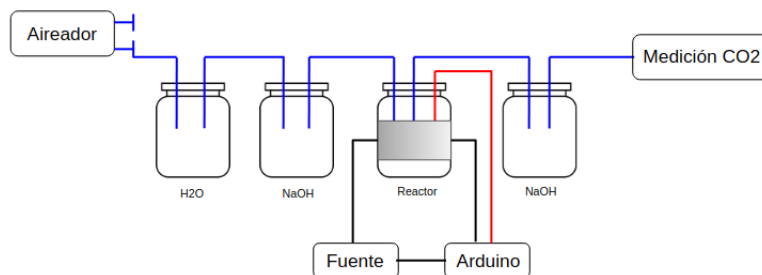 Aireador
Medición CO2
H2O
NaOH
Reactor
NaOH
Fuente
Arduino